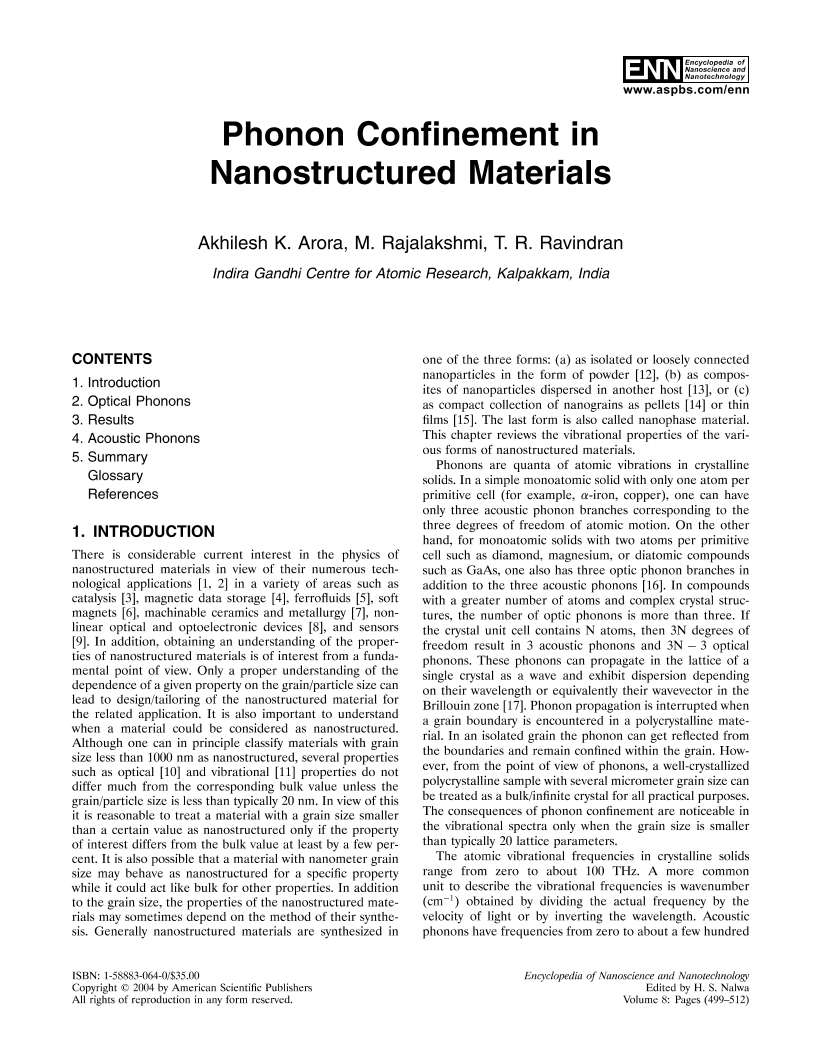 ENN
Encyclopedia of
Nanoscience and
Nanotechnology
www.aspbs.com/enn
Phonon Confinement in
Nanostructured Materials
Akhilesh K. Arora, M. Rajalakshmi, T. R. Ravindran
Indira Gandhi Centre for Atomic Research, Kalpakkam, India
CONTENTS
1. Introduction
2. Optical Phonons
3. Results
4. Acoustic Phonons
5. Summary
Glossary
References
1. INTRODUCTION
There is considerable current interest in the physics of
nanostructured materials in view of their numerous tech-
nological applications [1, 2] in a variety of areas such as
catalysis [3], magnetic data storage [4], ferrofluids [5], soft
magnets [6], machinable ceramics and metallurgy [7], non-
linear optical and optoelectronic devices [8], and sensors
[9]. In addition, obtaining an understanding of the proper-
ties of nanostructured materials is of interest from a funda-
mental point of view. Only a proper understanding of the
dependence of a given property on the grain/particle size can
lead to design/tailoring of the nanostructured material for
the related application. It is also important to understand
when a material could be considered as nanostructured.
Although one can in principle classify materials with grain
size less than 1000 nm as nanostructured, several properties
such as optical [10] and vibrational [11] properties do not
differ much from the corresponding bulk value unless the
grain/particle size is less than typically 20 nm. In view of this
it is reasonable to treat a material with a grain size smaller
than a certain value as nanostructured only if the property
of interest differs from the bulk value at least by a few per-
cent. It is also possible that a material with nanometer grain
size may behave as nanostructured for a specific property
while it could act like bulk for other properties. In addition
to the grain size, the properties of the nanostructured mate-
rials may sometimes depend on the method of their synthe-
sis. Generally nanostructured materials are synthesized in
one of the three forms: (a) as isolated or loosely connected
nanoparticles in the form of powder [12], (b) as compos-
ites of nanoparticles dispersed in another host [13], or (c)
as compact collection of nanograins as pellets [14] or thin
films [15]. The last form is also called nanophase material.
This chapter reviews the vibrational properties of the vari-
ous forms of nanostructured materials.
Phonons are quanta of atomic vibrations in crystalline
solids. In a simple monoatomic solid with only one atom per
primitive cell (for example, α-iron, copper), one can have
only three acoustic phonon branches corresponding to the
three degrees of freedom of atomic motion. On the other
hand, for monoatomic solids with two atoms per primitive
cell such as diamond, magnesium, or diatomic compounds
such as GaAs, one also has three optic phonon branches in
addition to the three acoustic phonons [16]. In compounds
with a greater number of atoms and complex crystal struc-
tures, the number of optic phonons is more than three. If
the crystal unit cell contains N atoms, then 3N degrees of
freedom result in 3 acoustic phonons and 3N − 3 optical
phonons. These phonons can propagate in the lattice of a
single crystal as a wave and exhibit dispersion depending
on their wavelength or equivalently their wavevector in the
Brillouin zone [17]. Phonon propagation is interrupted when
a grain boundary is encountered in a polycrystalline mate-
rial. In an isolated grain the phonon can get reflected from
the boundaries and remain confined within the grain. How-
ever, from the point of view of phonons, a well-crystallized
polycrystalline sample with several micrometer grain size can
be treated as a bulk/infinite crystal for all practical purposes.
The consequences of phonon confinement are noticeable in
the vibrational spectra only when the grain size is smaller
than typically 20 lattice parameters.
The atomic vibrational frequencies in crystalline solids
range from zero to about 100 THz. A more common
unit to describe the vibrational frequencies is wavenumber
(cm⁻¹) obtained by dividing the actual frequency by the
velocity of light or by inverting the wavelength. Acoustic
phonons have frequencies from zero to about a few hundred
ISBN: 1-58883-064-0/$35.00
Copyright © 2004 by American Scientific Publishers
All rights of reproduction in any form reserved.
Encyclopedia of Nanoscience and Nanotechnology
Edited by H. S. Nalwa
Volume 8: Pages (499–512)